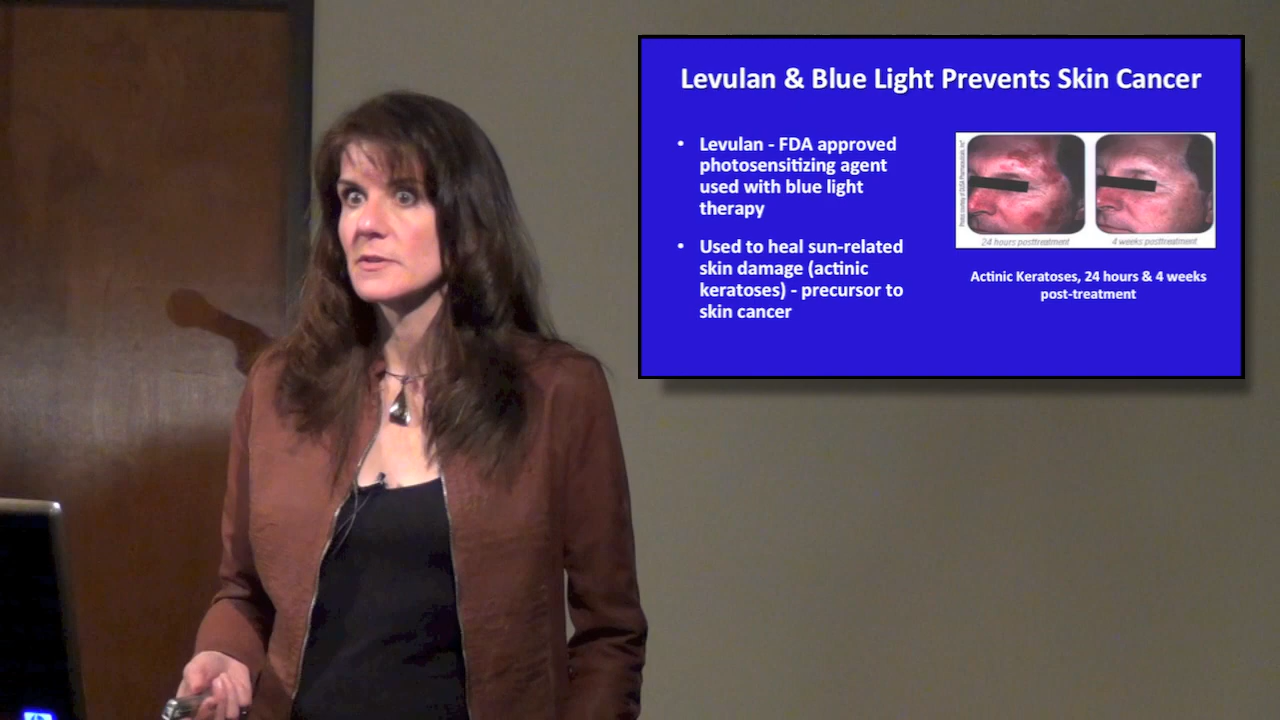 Levulan & Blue Light Prevents Skin Cancer
• Levulan - FDA approved
photosensitizing agent
used with blue light
therapy
• Used to heal sun-related
skin damage (actinic
keratoses) - precursor to
skin cancer
24 hours posttreatment
4 weeks posttreatment
Actinic Keratoses, 24 hours & 4 weeks
post-treatment
hp